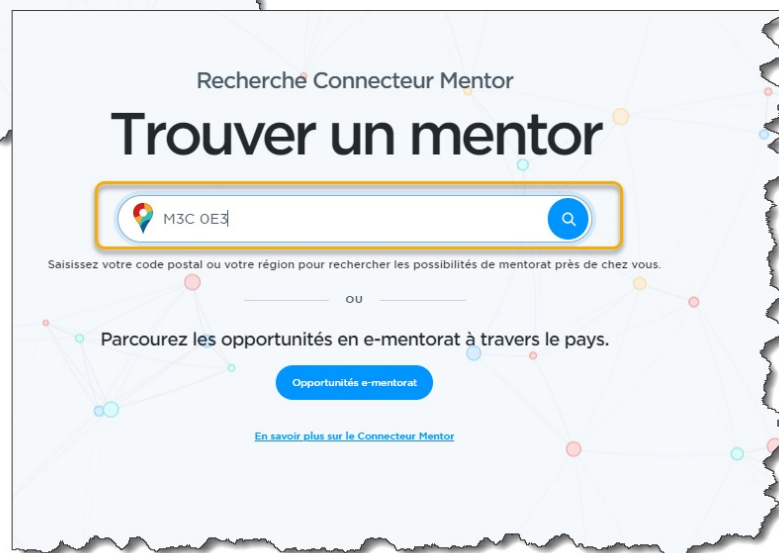 Recherche Connecteur Mentor
Trouver un mentor
M3C 0E3
Saisissez votre code postal ou votre région pour rechercher les possibilités de mentorat près de chez vous.
OU
Parcourez les opportunités en e-mentorat à travers le pays.
Opportunités e-mentorat
En savoir plus sur le Connecteur Mentor